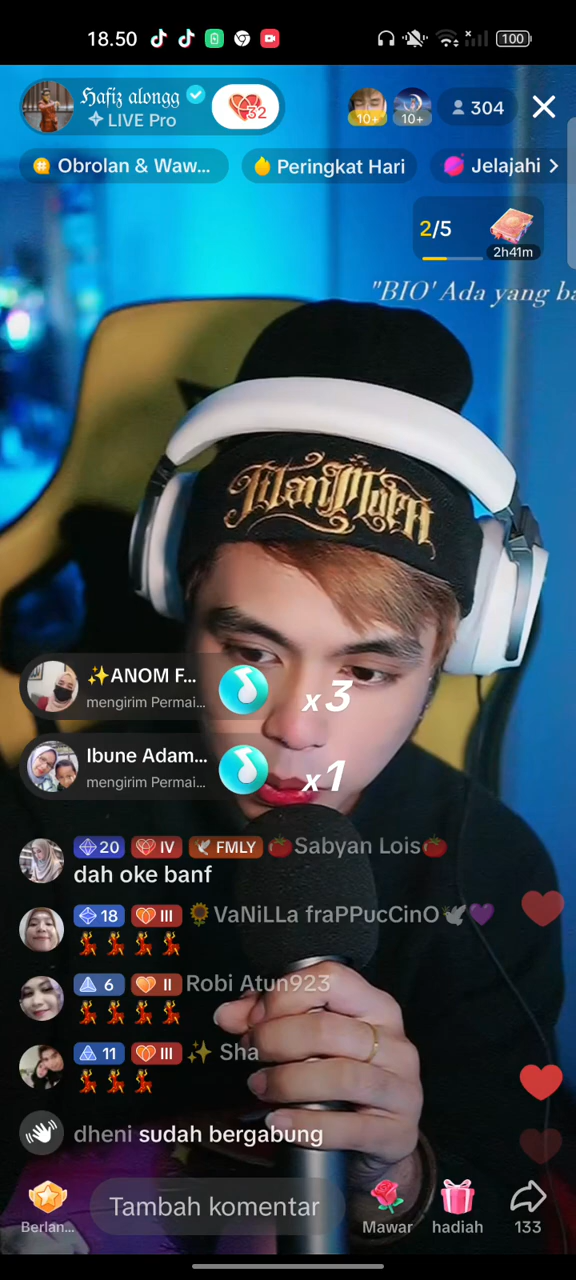 18.50
100
ℌafiz alongg
LIVE Pro
32
10+
10+
304
Obrolan & Waw...
Peringkat Hari
Jelajahi
2/5
2h41m
"BIO' Ada yang ba
TitanMuka
✨ANOM F...
mengirim Permai...
x3
Ibune Adam...
mengirim Permai...
x1
20 IV FMLY 🍅Sabyan Lois🍅
dah oke banf
18 III 🌻VaNiLLa fraPPucCinO🕊💜
💃💃💃💃
6 II Robi Atun923
💃💃💃💃
11 III ✨ Sha
💃💃💃
dheni sudah bergabung
Berlan...
Tambah komentar
Mawar
hadiah
133